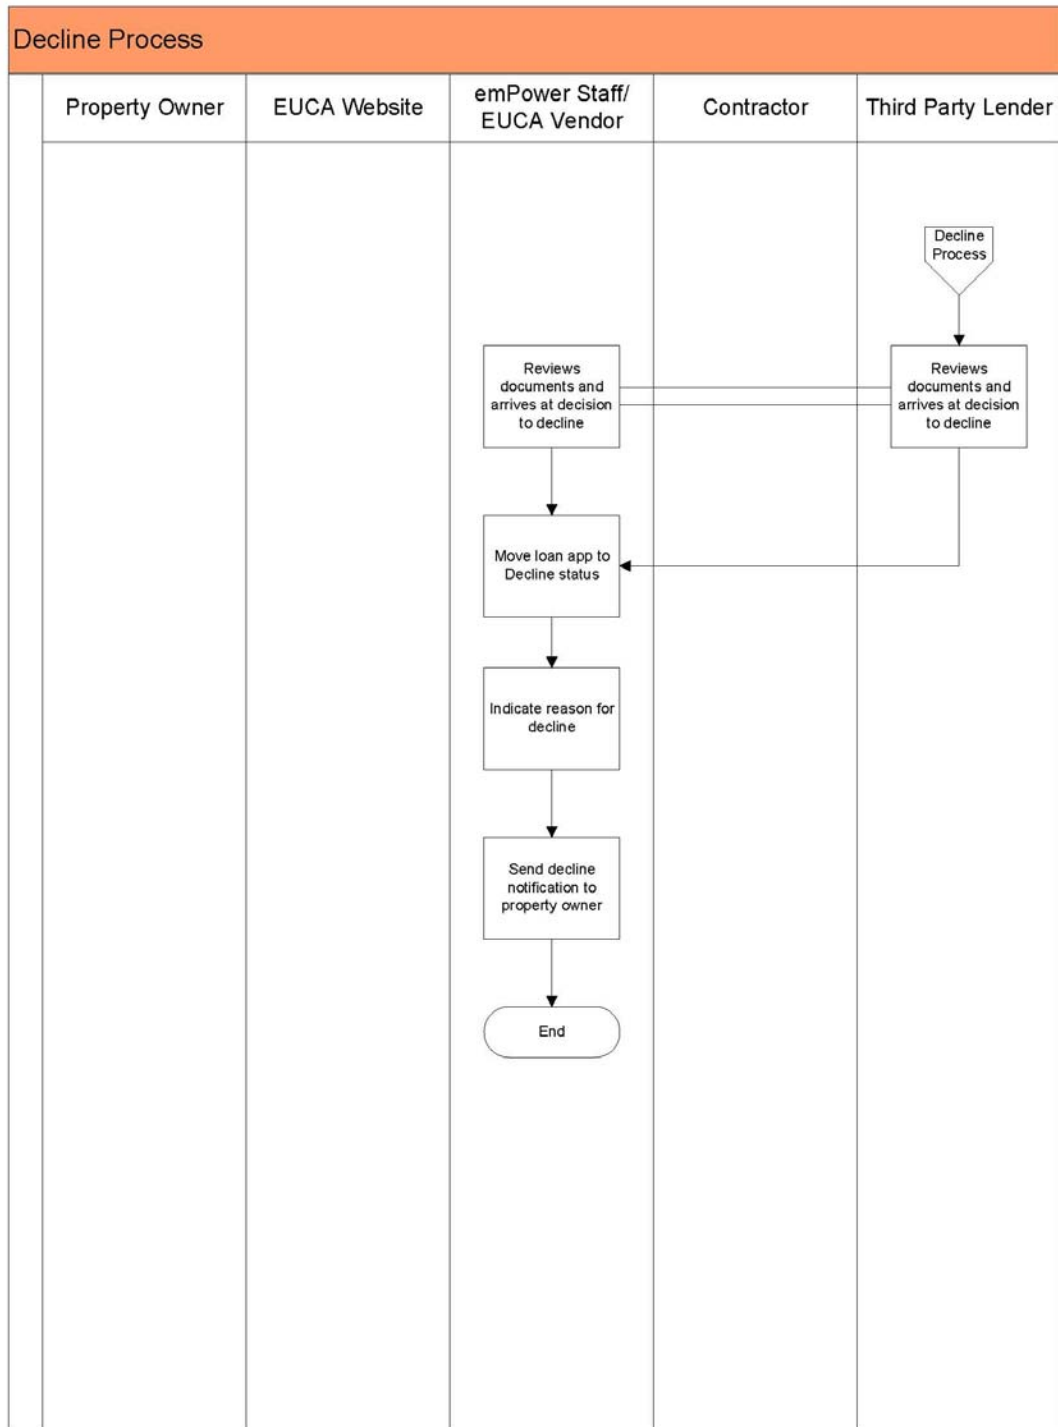 Decline Process
Property Owner
EUCA Website
emPower Staff/
EUCA Vendor
Contractor
Third Party Lender
Decline
Process
Reviews
documents and
arrives at decision
to decline
Reviews
documents and
arrives at decision
to decline
Move loan app to
Decline status
Indicate reason for
decline
Send decline
notification to
property owner
End